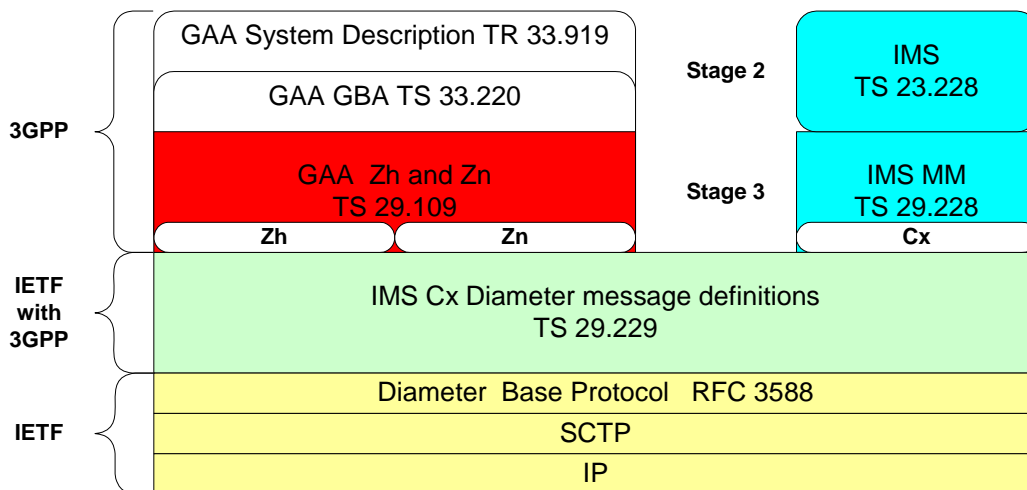 GAA System Description TR 33.919
GAA GBA TS 33.220
Stage 2
IMS
TS 23.228
3GPP
GAA Zh and Zn
TS 29.109
Stage 3
IMS MM
TS 29.228
Zh
Zn
Cx
IETF
with
3GPP
IMS Cx Diameter message definitions
TS 29.229
Diameter Base Protocol RFC 3588
IETF
SCTP
IP